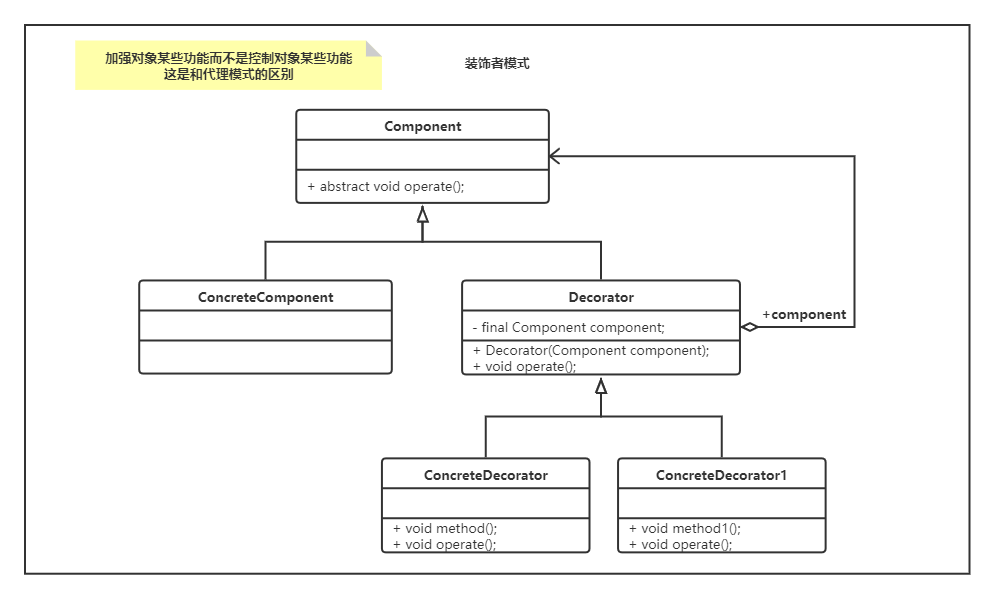 加强对象某些功能而不是控制对象某些功能
这是和代理模式的区别
装饰者模式
Component
+ abstract void operate();
ConcreteComponent
Decorator
- final Component component;
+ Decorator(Component component);
+ void operate();
+component
ConcreteDecorator
+ void method();
+ void operate();
ConcreteDecorator1
+ void method1();
+ void operate();